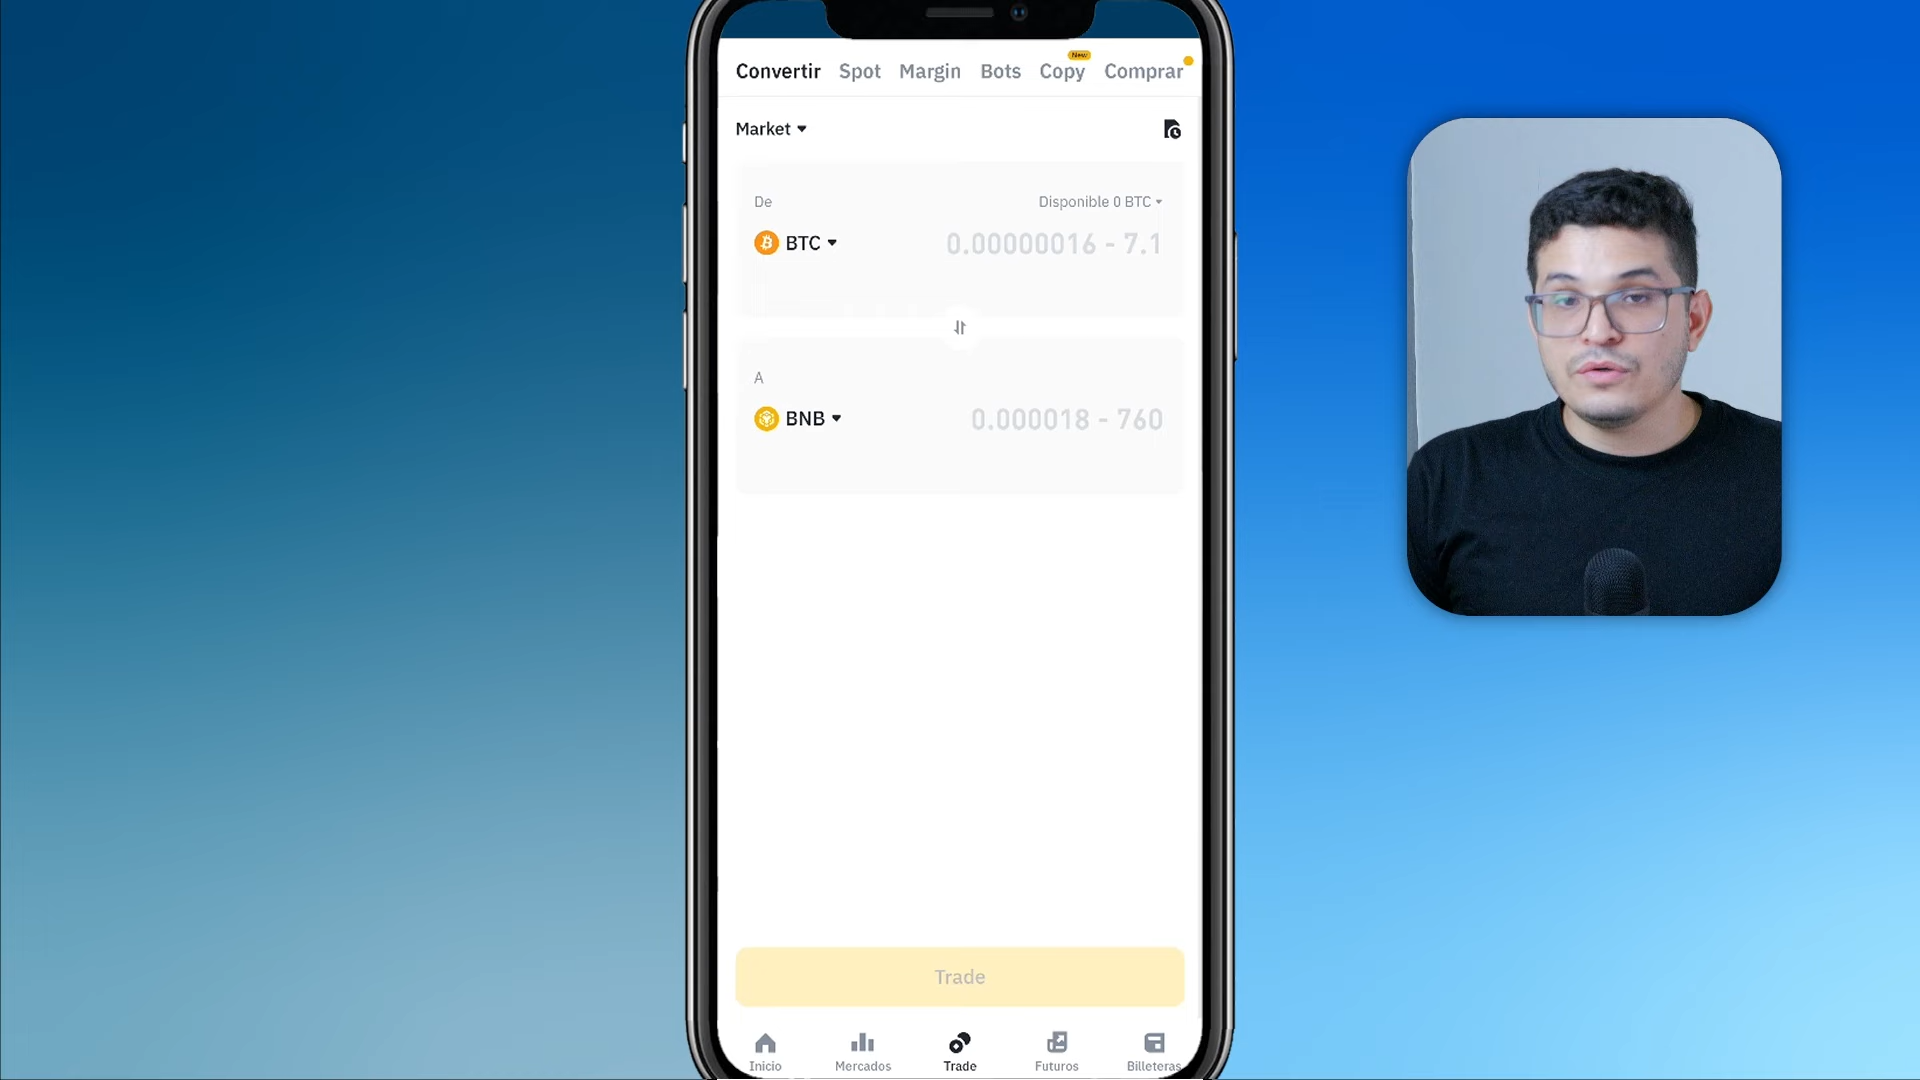 Convertir Spot Margin Bots Copy New Comprar
Market
De Disponible 0 BTC
BTC 0.00000016 - 7.1
A
BNB 0.000018 - 760
Trade
Inicio Mercados Trade Futuros Billeteras